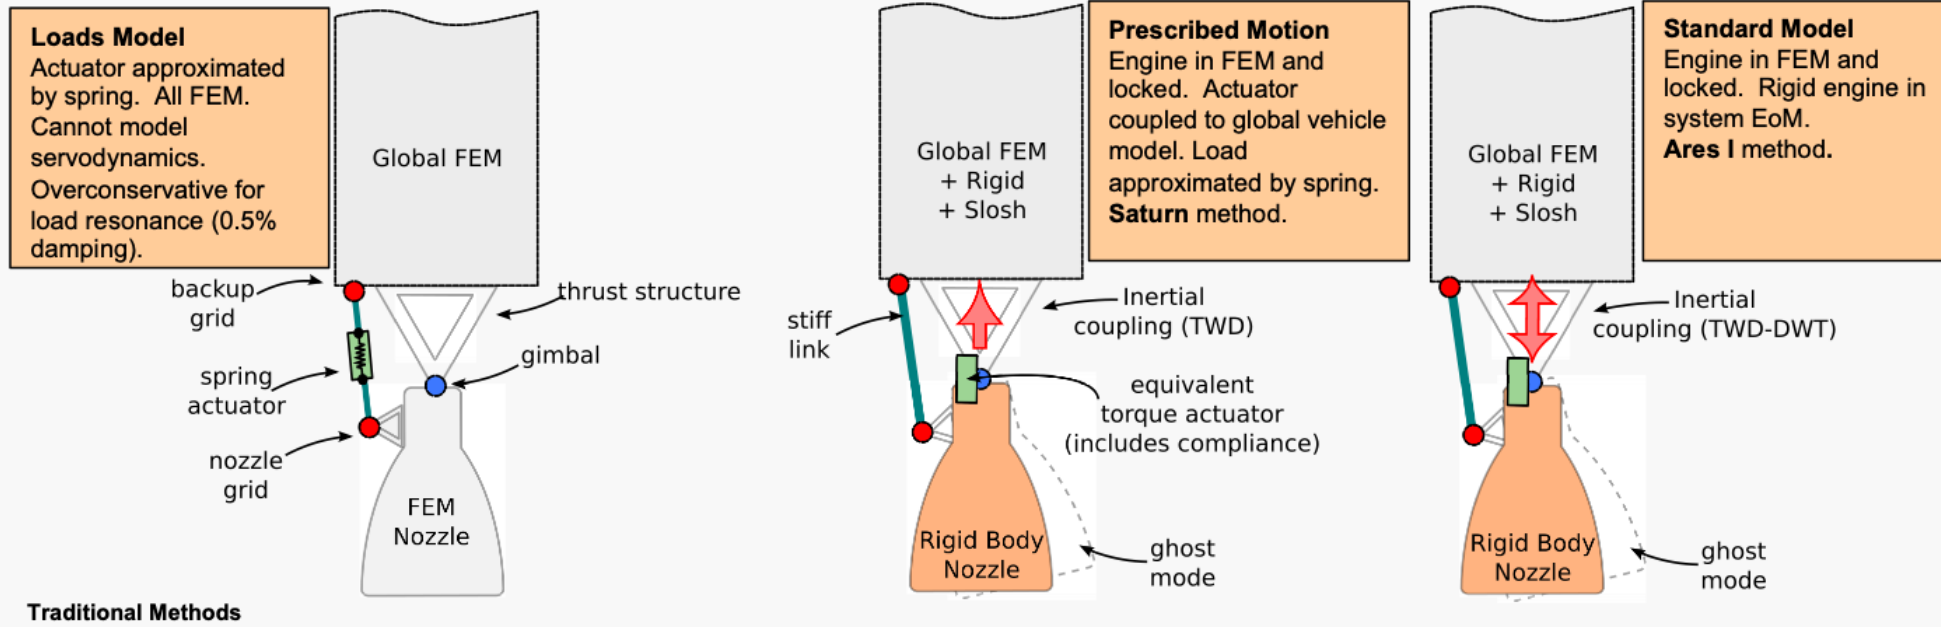 Loads Model
Actuator approximated
by spring.  All FEM.
Cannot model
servodynamics.
Overconservative for
load resonance (0.5%
damping).
Global FEM
backup
grid
thrust structure
gimbal
spring
actuator
nozzle
grid
FEM
Nozzle
Prescribed Motion
Engine in FEM and
locked.  Actuator
coupled to global vehicle
model. Load
approximated by spring.
Saturn method.
Global FEM
+ Rigid
+ Slosh
stiff
link
Inertial
coupling (TWD)
equivalent
torque actuator
(includes compliance)
Rigid Body
Nozzle
ghost
mode
Standard Model
Engine in FEM and
locked.  Rigid engine in
system EoM.
Ares I method.
Global FEM
+ Rigid
+ Slosh
Inertial
coupling (TWD-DWT)
Rigid Body
Nozzle
ghost
mode
Traditional Methods